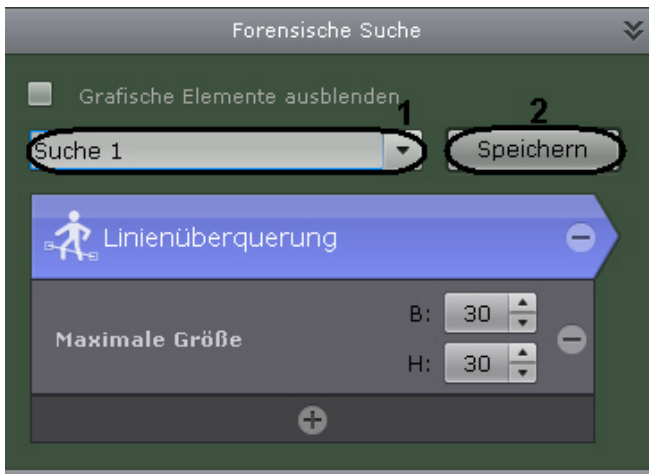 Forensische Suche
Grafische Elemente ausblenden
1 2
Suche 1 Speichern
Linienüberquerung
B: 30
Maximale Größe
H: 30